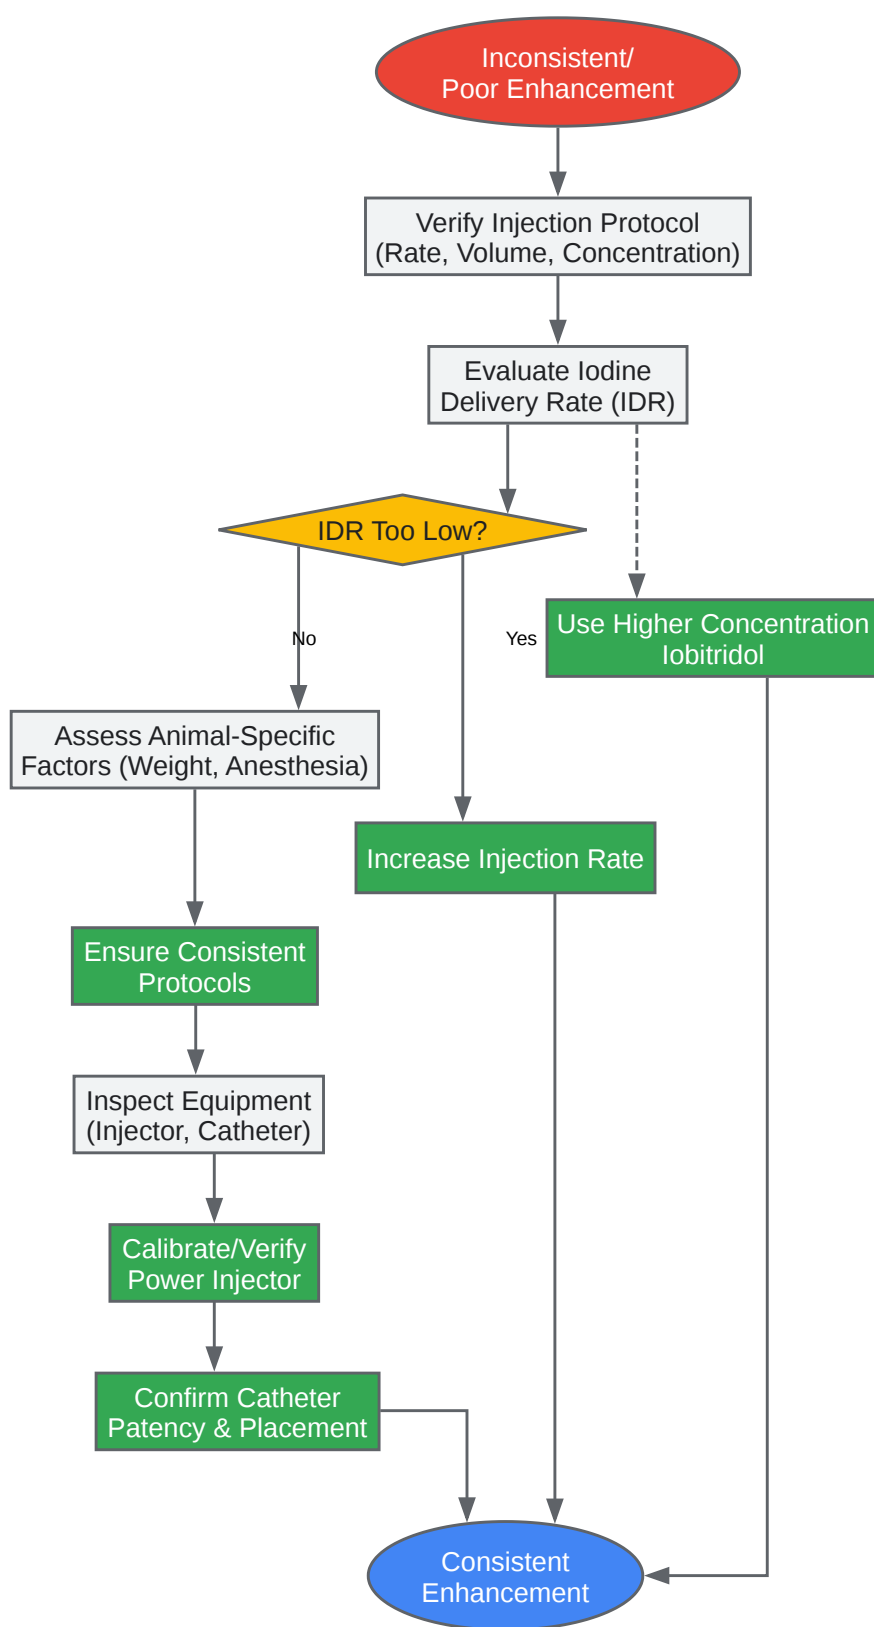 Inconsistent/
Poor Enhancement
Verify Injection Protocol
(Rate, Volume, Concentration)
Evaluate Iodine
Delivery Rate (IDR)
IDR Too Low?
No
Yes
Use Higher Concentration
Iobitridol
Assess Animal-Specific
Factors (Weight, Anesthesia)
Increase Injection Rate
Ensure Consistent
Protocols
Inspect Equipment
(Injector, Catheter)
Calibrate/Verify
Power Injector
Confirm Catheter
Patency & Placement
Consistent
Enhancement